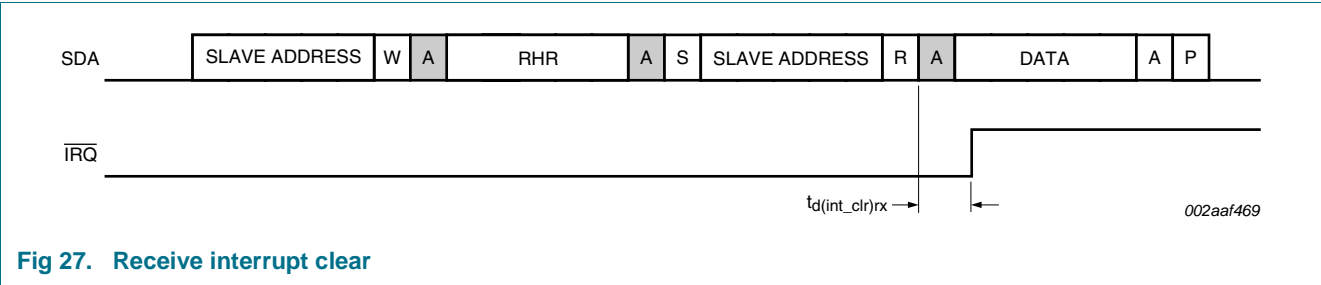 SDA SLAVE ADDRESS W A RHR A S SLAVE ADDRESS R A DATA A P
IRQ
td(int_clr)rx
002aaf469
Fig 27. Receive interrupt clear